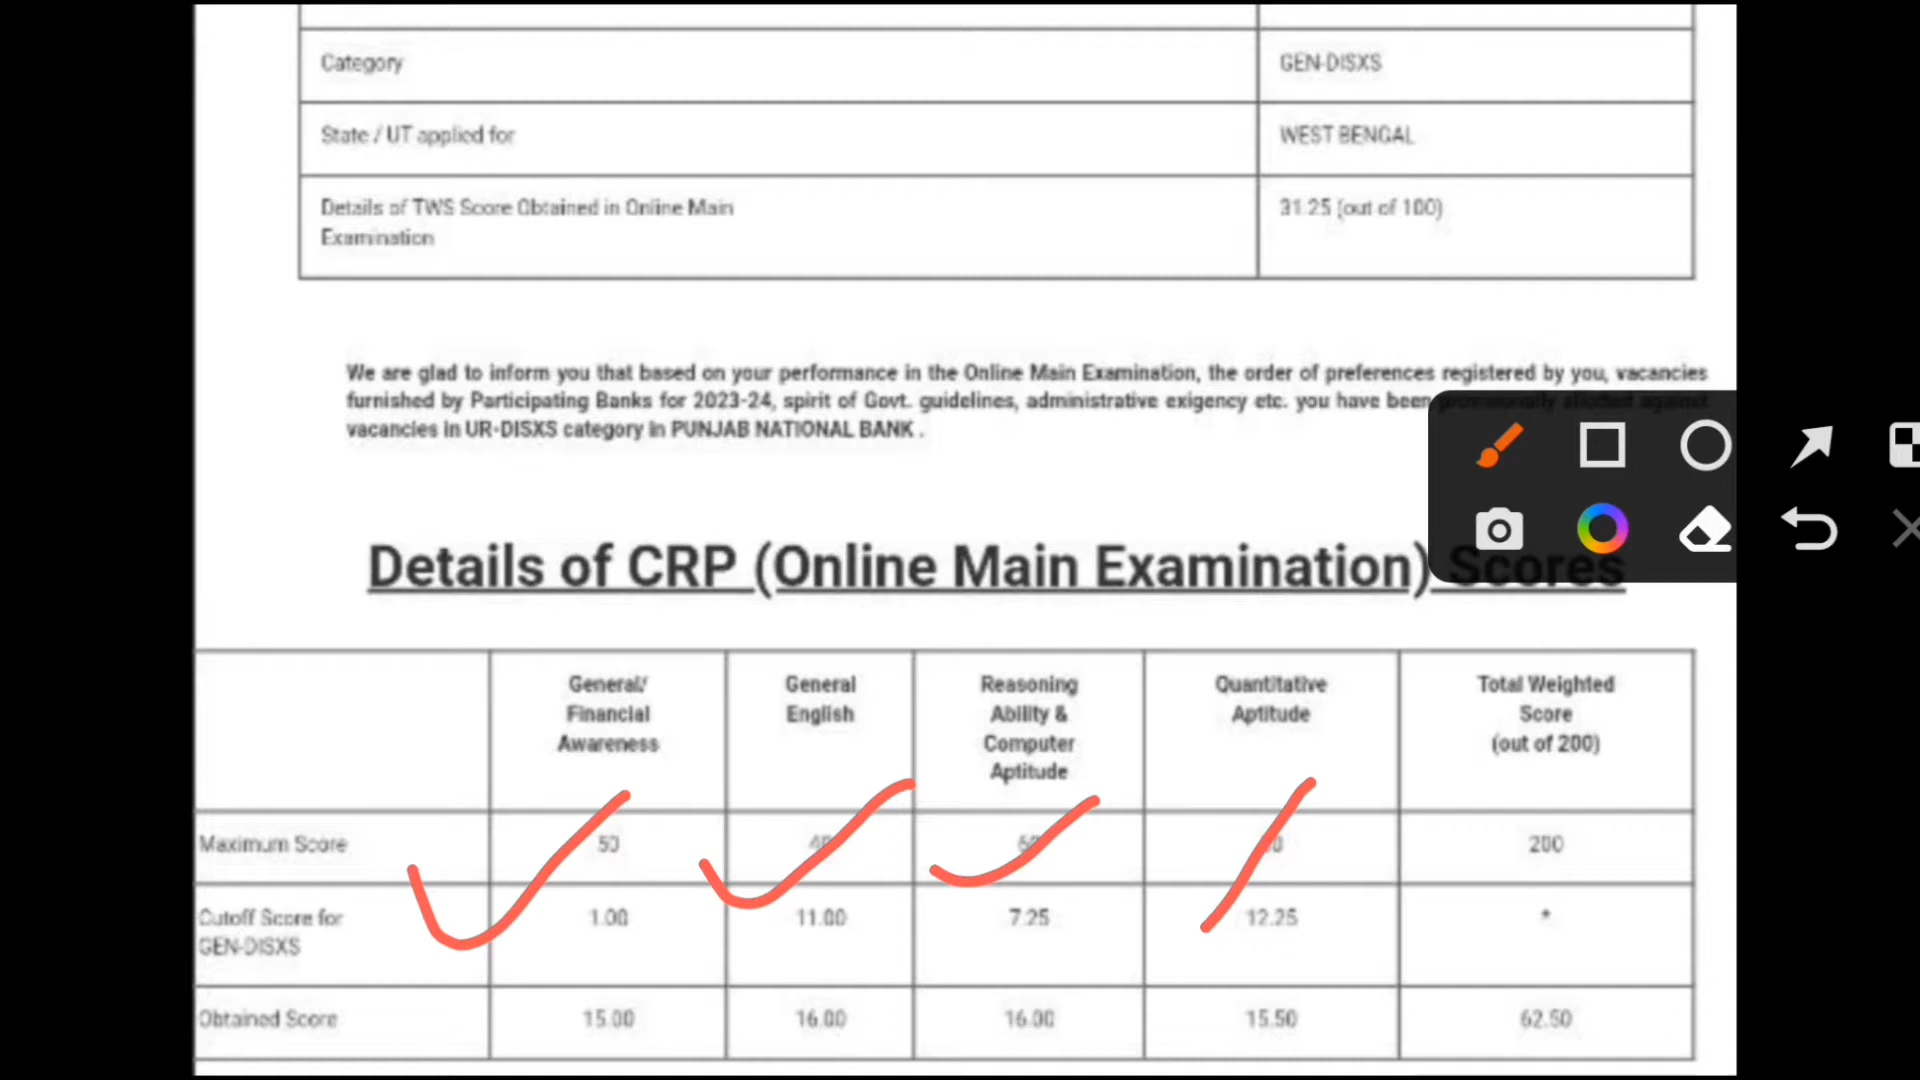 Category GEN-DISXS
State / UT applied for WEST BENGAL
Details of TWS Score Obtained in Online Main 31.25 (out of 100)
Examination
We are glad to inform you that based on your performance in the Online Main Examination, the order of preferences registered by you, vacancies
furnished by Participating Banks for 2023-24, spirit of Govt. guidelines, administrative exigency etc. you have been provisionally allotted against
vacancies in UR-DISXS category in PUNJAB NATIONAL BANK .
Details of CRP (Online Main Examination) Scores
General/ General Reasoning Quantitative Total Weighted
Financial English Ability & Aptitude Score
Awareness Computer (out of 200)
Aptitude
Maximum Score 50 200
Cutoff Score for 1.00 11.00 7.25 12.25 *
GEN-DISXS
Obtained Score 15.00 16.00 16.00 15.50 62.50